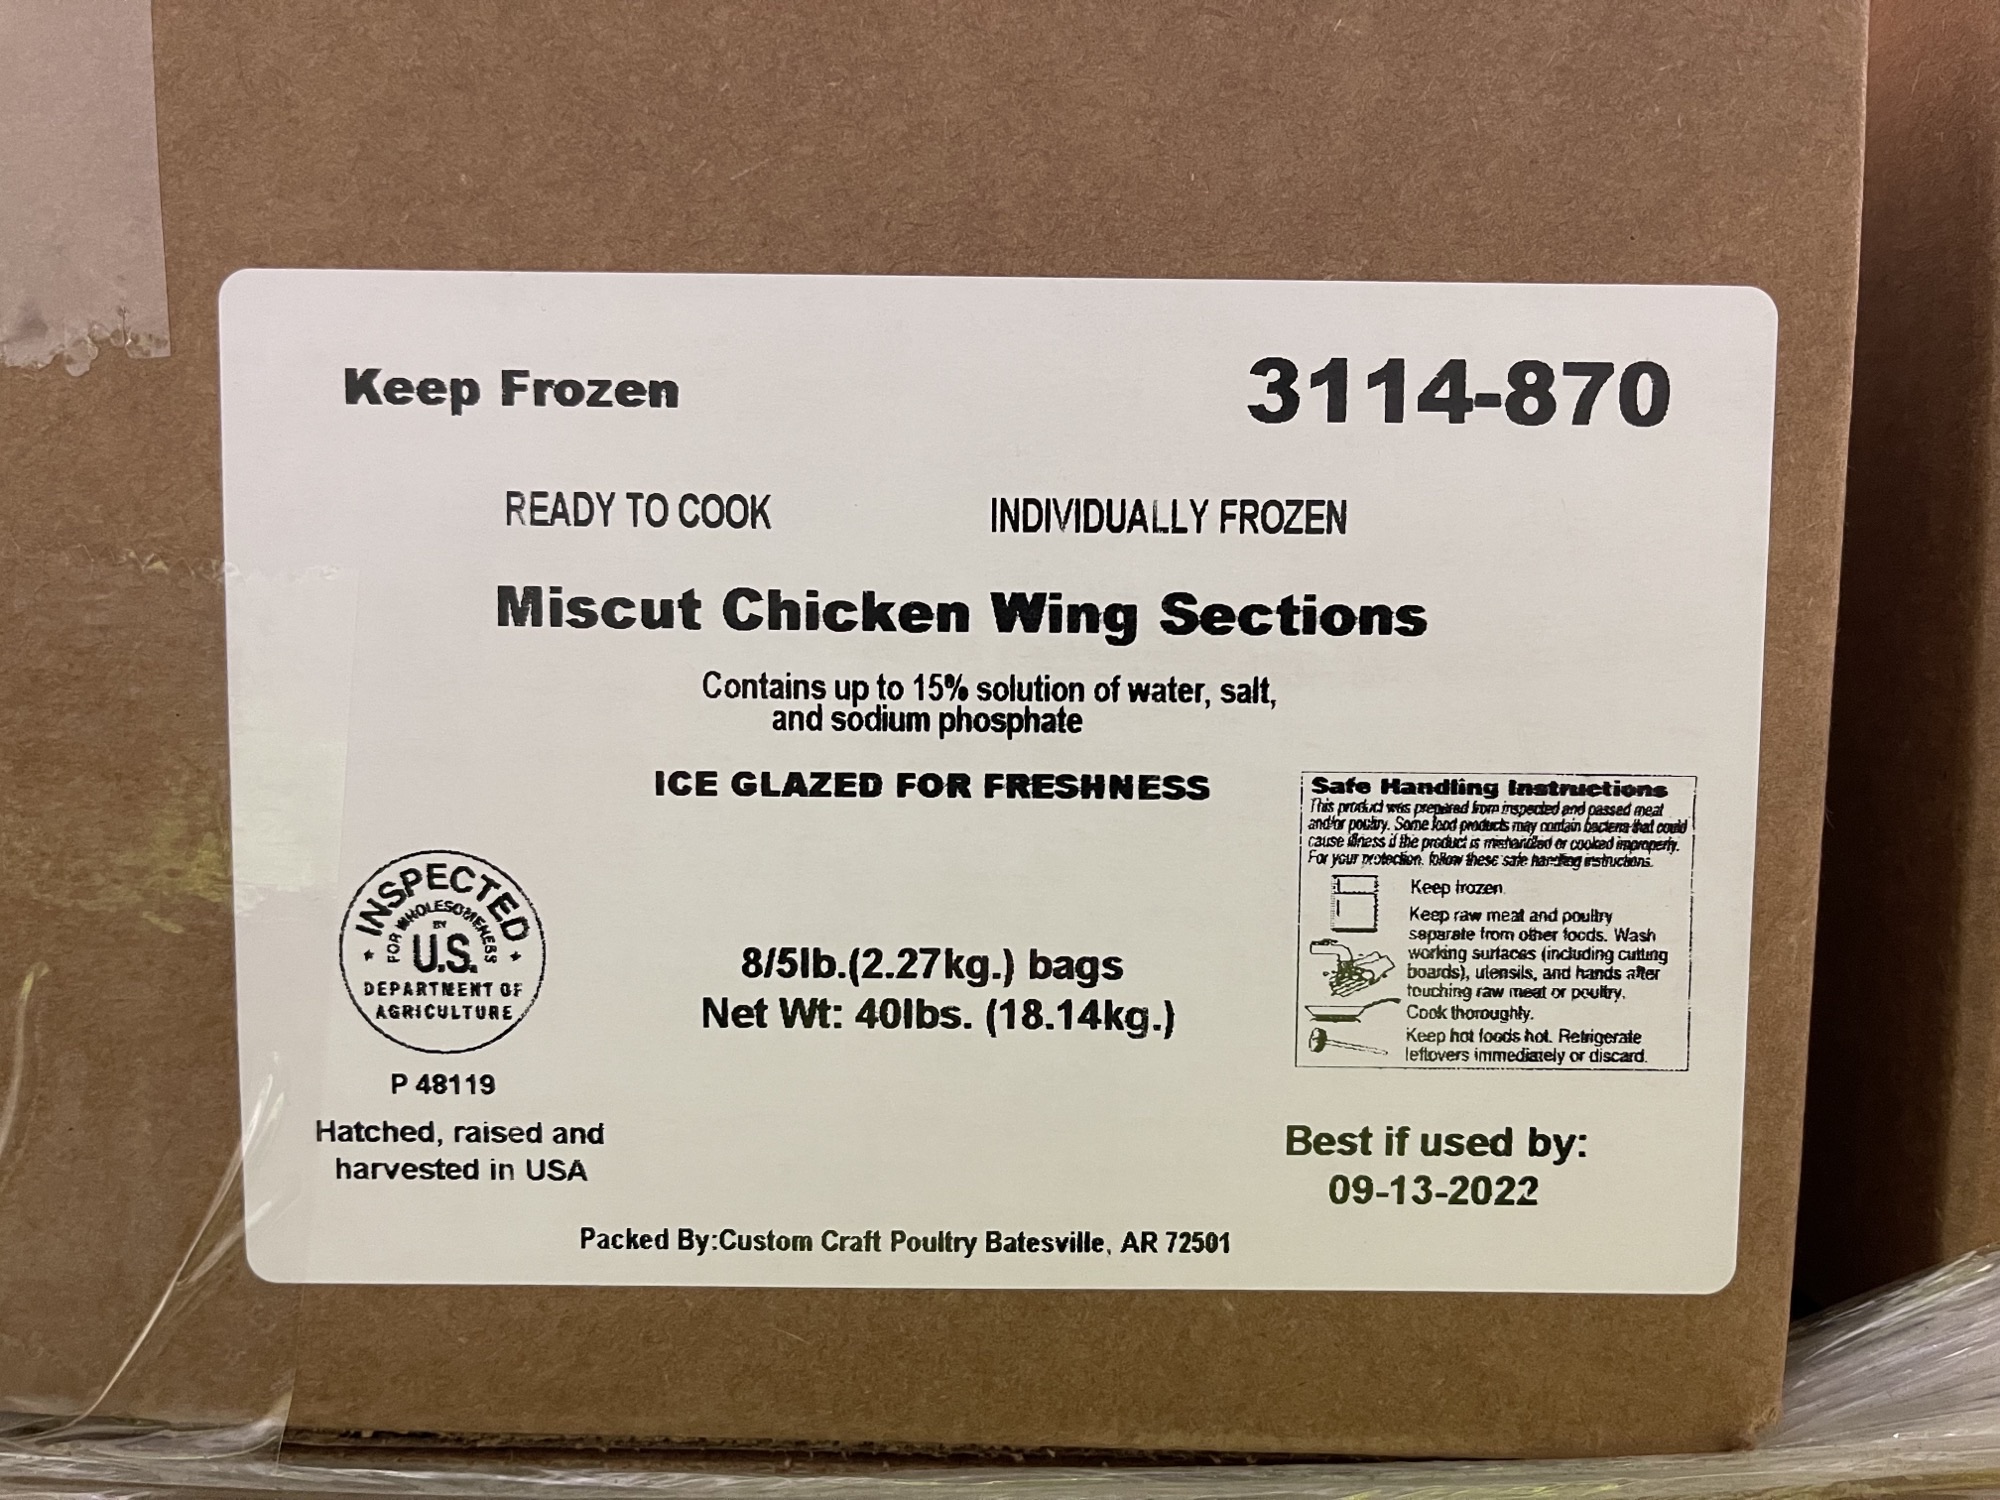 Keep Frozen
3114-870
READY TO COOK
INDIVIDUALLY FROZEN
Miscut Chicken Wing Sections
Contains up to 15% solution of water, salt,
and sodium phosphate
ICE GLAZED FOR FRESHNESS
Safe Handling Instructions
This product was prepared from inspected and passed meat
and/or poultry. Some food products may contain bacteria that could
cause illness if the product is mishandled or cooked improperly.
For your protection, follow these safe handling instructions.
Keep frozen.
Keep raw meat and poultry
separate from other foods. Wash
working surfaces (including cutting
boards), utensils, and hands after
touching raw meat or poultry.
Cook thoroughly.
Keep hot foods hot. Refrigerate
leftovers immediately or discard.
INSPECTED
FOR WHOLESOMENESS
BY
U.S.
DEPARTMENT OF
AGRICULTURE
P 48119
8/5lb.(2.27kg.) bags
Net Wt: 40lbs. (18.14kg.)
Hatched, raised and
harvested in USA
Best if used by:
09-13-2022
Packed By:Custom Craft Poultry Batesville, AR 72501